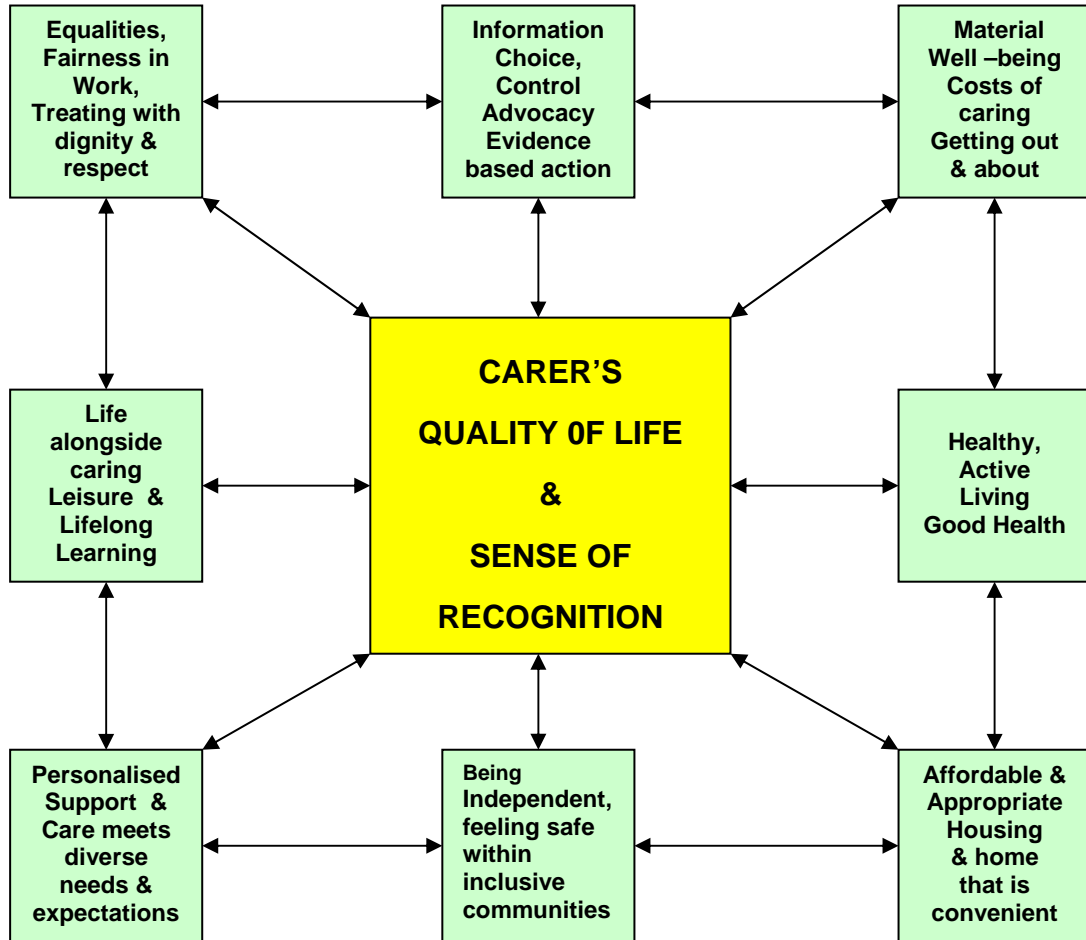 Equalities,
Fairness in
Work,
Treating with
dignity &
respect
Information
Choice,
Control
Advocacy
Evidence
based action
Material
Well –being
Costs of
caring
Getting out
& about
Life
alongside
caring
Leisure &
Lifelong
Learning
CARER’S
QUALITY 0F LIFE
&
SENSE OF
RECOGNITION
Healthy,
Active
Living
Good Health
Personalised
Support &
Care meets
diverse
needs &
expectations
Being
Independent,
feeling safe
within
inclusive
communities
Affordable &
Appropriate
Housing
& home
that is
convenient